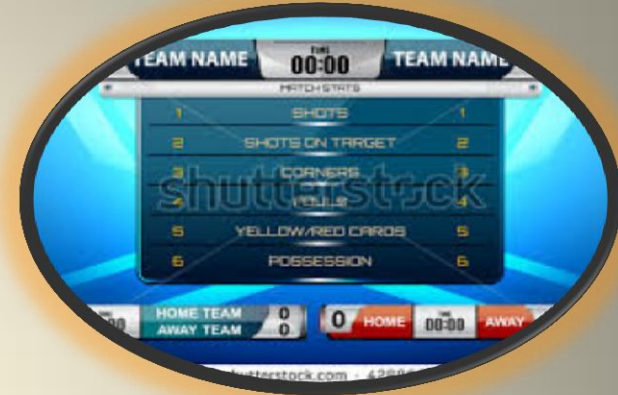 TEAM NAME TIME 00:00 TEAM NAME
MATCH STATS
1 SHOTS 1
2 SHOTS ON TARGET 2
3 CORNERS 3
4 FOULS 4
shutterstock
5 YELLOW/RED CARDS 5
6 POSSESSION 6
HOME TEAM 0
AWAY TEAM 0
0 HOME 00:00 AWAY
shutterstock.com